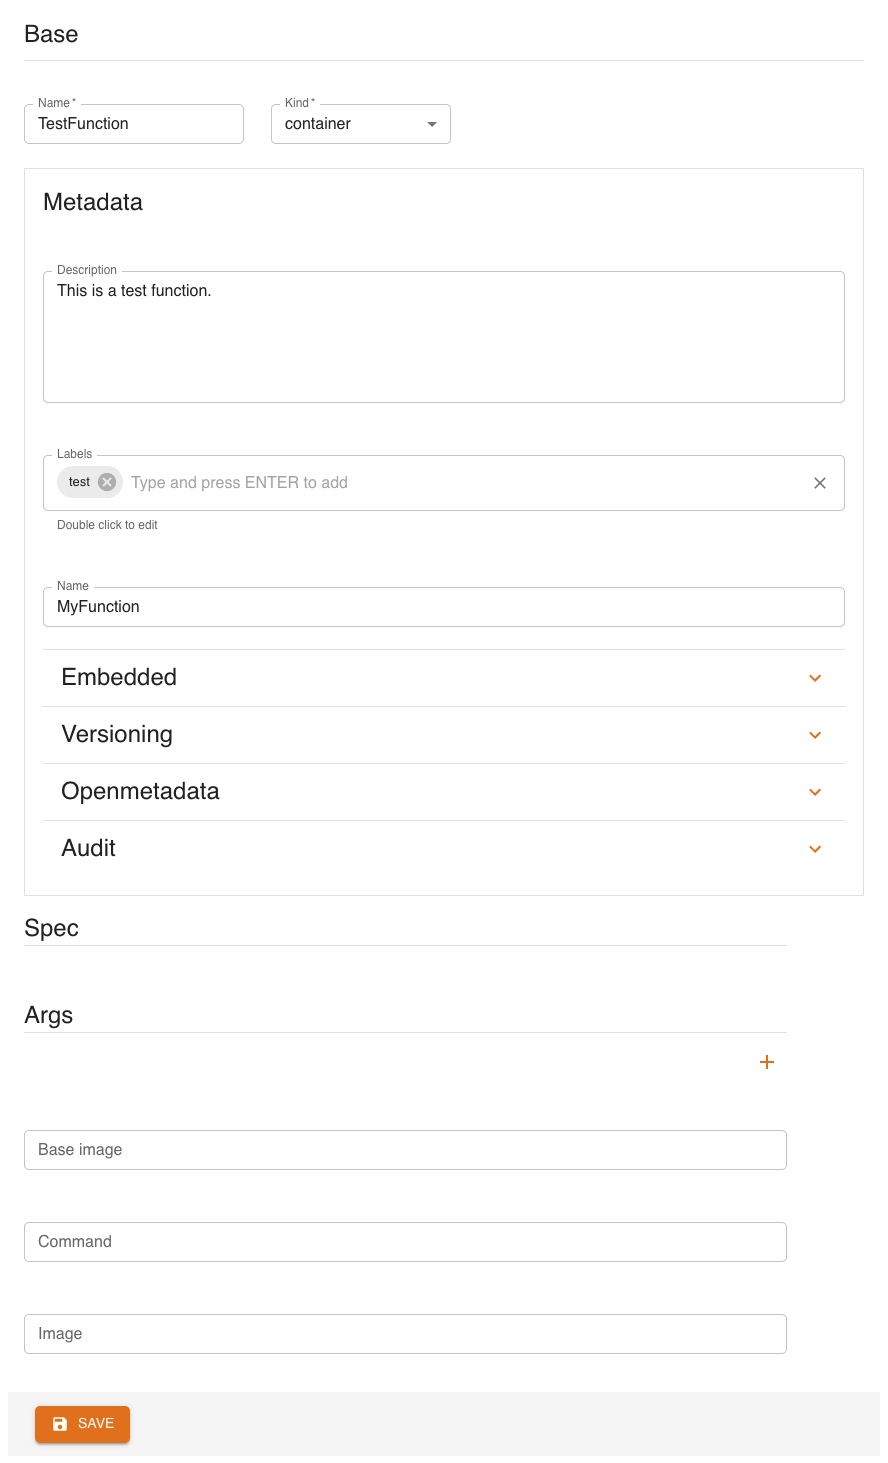 Base
Name *
TestFunction
Kind *
container
Metadata
Description
This is a test function.
Labels
test
Type and press ENTER to add
Double click to edit
Name
MyFunction
Embedded
Versioning
Openmetadata
Audit
Spec
Args
Base image
Command
Image
SAVE